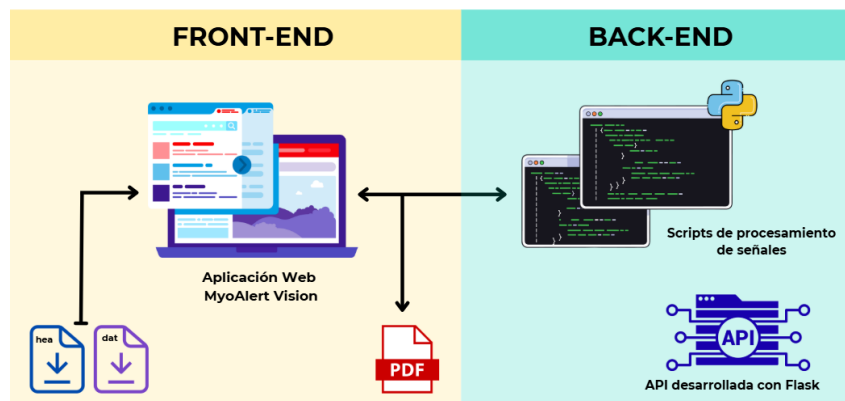 FRONT-END
BACK-END
Aplicación Web
MyoAlert Vision
Scripts de procesamiento
de señales
hea
dat
PDF
API
API desarrollada con Flask